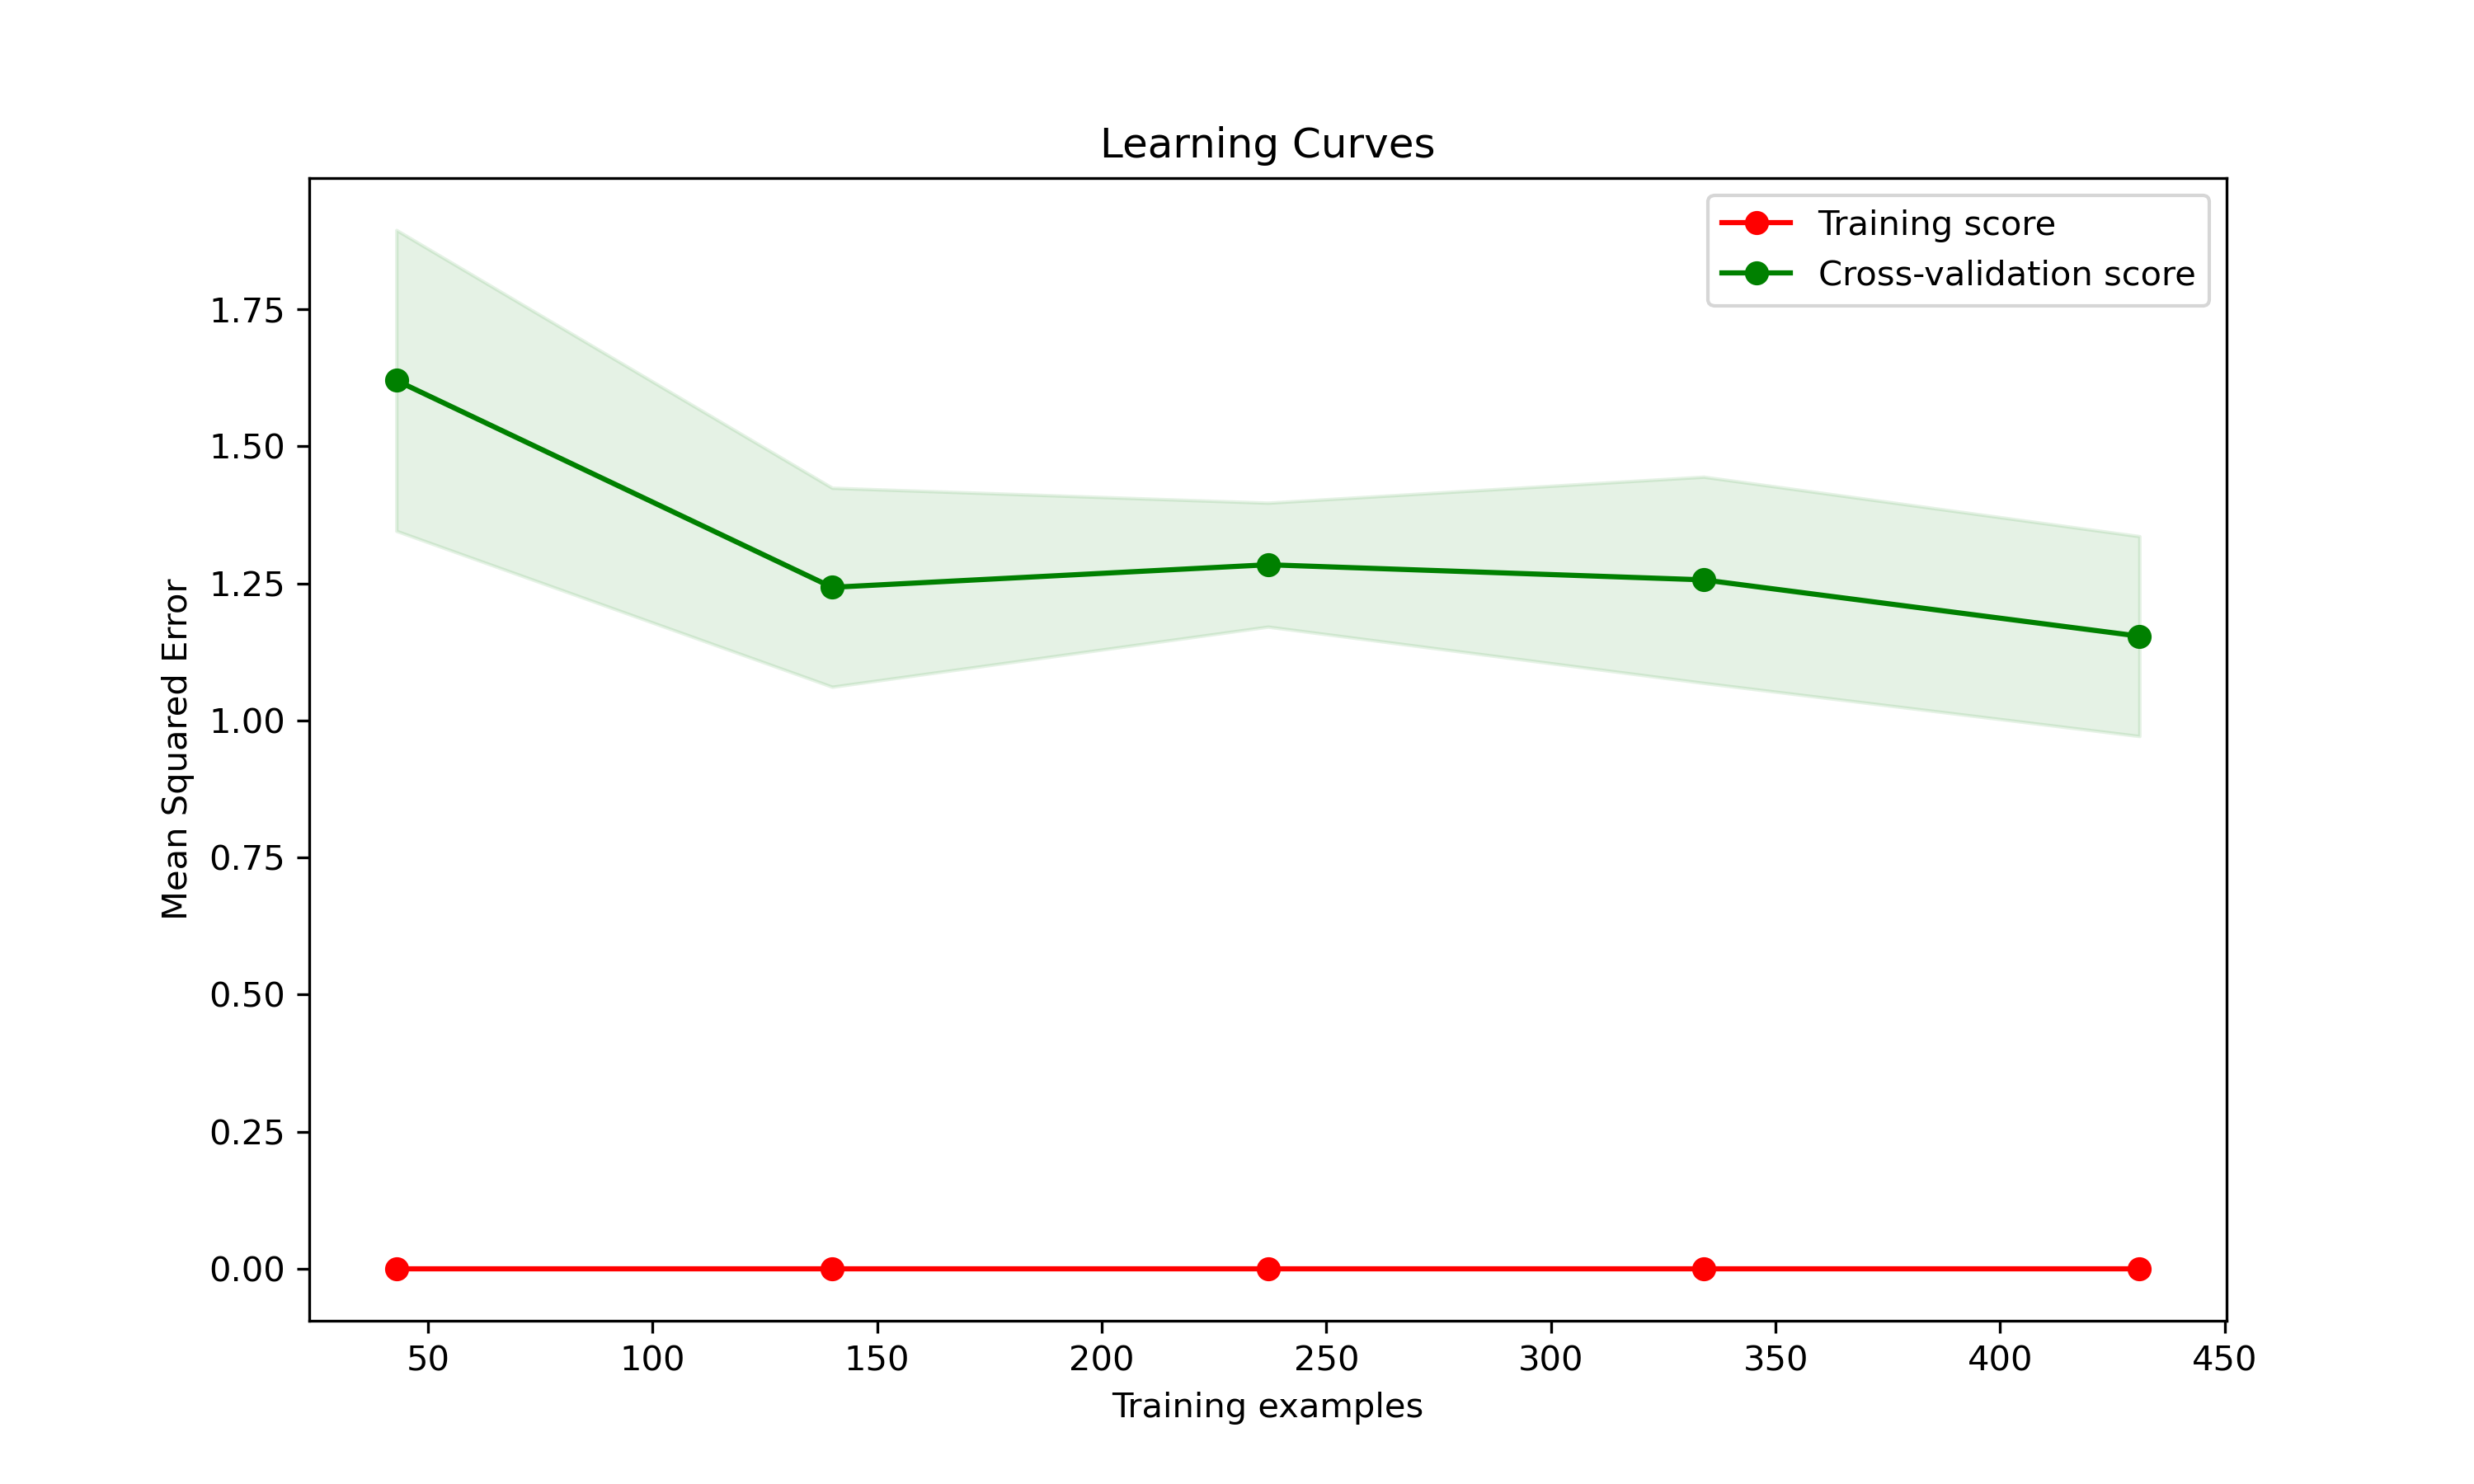 Learning Curves
Training score
Cross-validation score
1.75
1.50
1.25
1.00
0.75
0.50
0.25
0.00
Mean Squared Error
50 100 150 200 250 300 350 400 450
Training examples